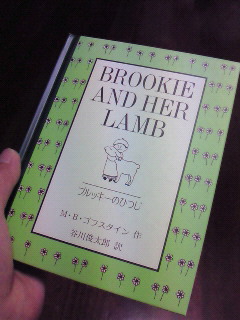 BROOKIE
AND HER
LAMB
ブルッキーのひつじ
M・B・ゴフスタイン 作
谷川俊太郎 訳